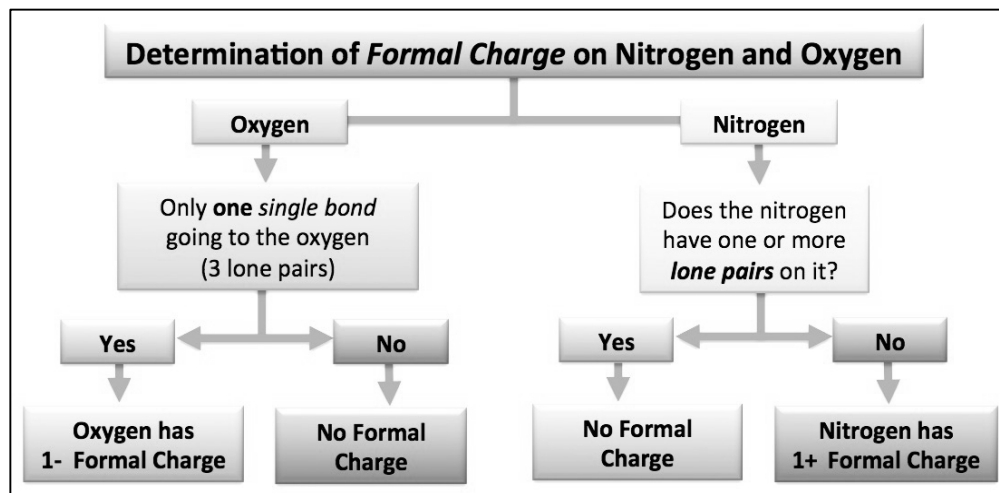 Determination of Formal Charge on Nitrogen and Oxygen
Oxygen
Nitrogen
Only one single bond
going to the oxygen
(3 lone pairs)
Does the nitrogen
have one or more
lone pairs on it?
Yes
No
Yes
No
Oxygen has
1- Formal Charge
No Formal
Charge
No Formal
Charge
Nitrogen has
1+ Formal Charge